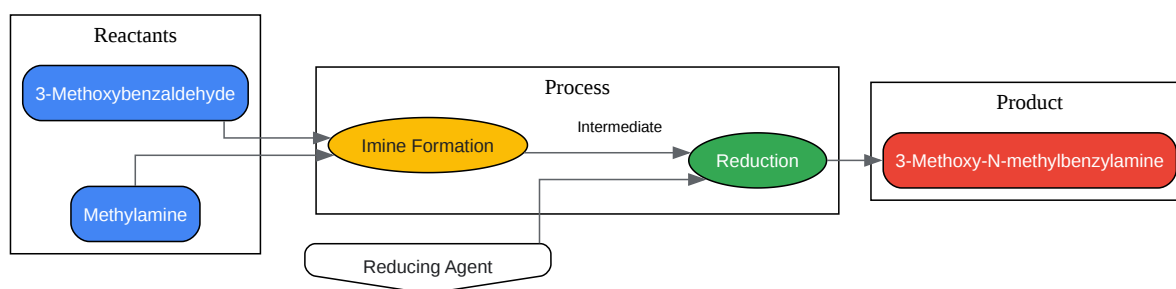 Reactants
3-Methoxybenzaldehyde
Methylamine
Process
Imine Formation
Intermediate
Reduction
Reducing Agent
Product
3-Methoxy-N-methylbenzylamine